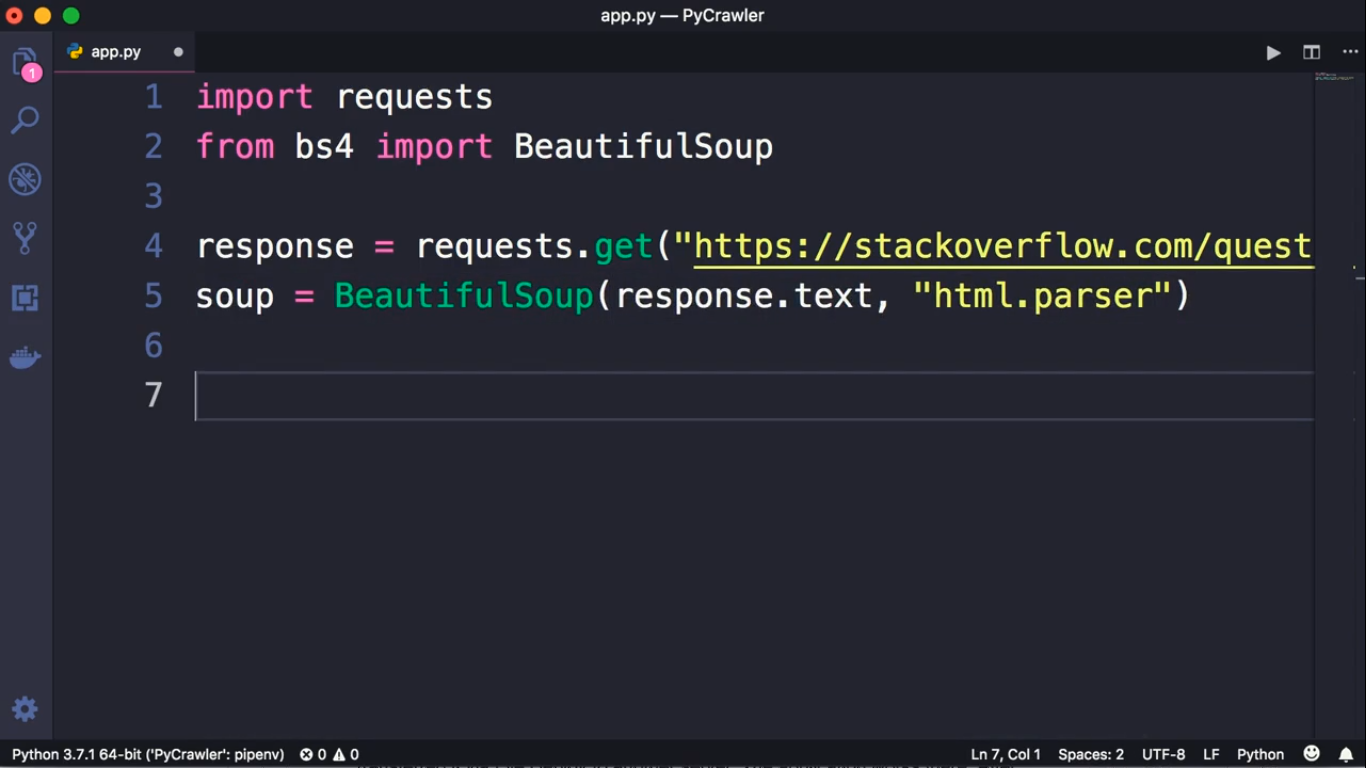 app.py — PyCrawler
app.py
1
1 import requests
2 from bs4 import BeautifulSoup
3
4 response = requests.get("https://stackoverflow.com/quest
5 soup = BeautifulSoup(response.text, "html.parser")
6
7
Python 3.7.1 64-bit ('PyCrawler': pipenv) 0 0 Ln 7, Col 1 Spaces: 2 UTF-8 LF Python